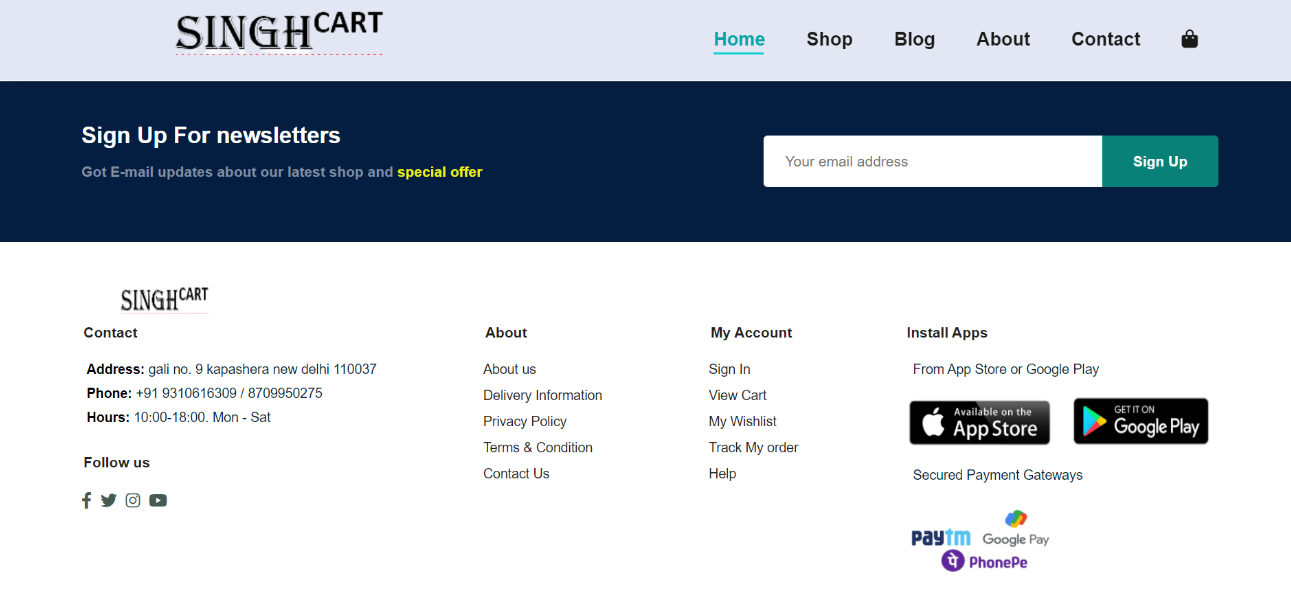 SINGHCART
Home Shop Blog About Contact
Sign Up For newsletters
Got E-mail updates about our latest shop and special offer
Your email address
Sign Up
SINGHCART
Contact
Address: gali no. 9 kapashera new delhi 110037
Phone: +91 9310616309 / 8709950275
Hours: 10:00-18:00. Mon - Sat
Follow us
About
About us
Delivery Information
Privacy Policy
Terms & Condition
Contact Us
My Account
Sign In
View Cart
My Wishlist
Track My order
Help
Install Apps
From App Store or Google Play
Available on the
App Store
GET IT ON
Google Play
Secured Payment Gateways
paytm
Google Pay
पे PhonePe